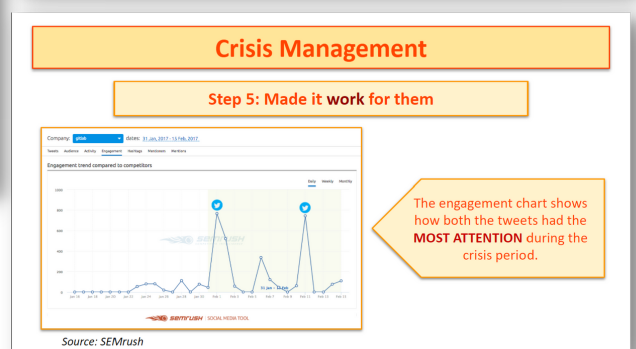 Crisis Management
Step 5: Made it work for them
Company: gitlab dates: 31 Jan, 2017 - 15 Feb, 2017
Tweets Audience Activity Engagement Hashtags Mentioners Mentions
Engagement trend compared to competitors
Daily Weekly Monthly
1000
800
600
400
200
0
SEMRUSH
31 Jan - 12 Feb
Jan 16 Jan 18 Jan 20 Jan 22 Jan 24 Jan 26 Jan 28 Jan 30 Feb 1 Feb 3 Feb 5 Feb 7 Feb 9 Feb 11 Feb 13 Feb 15
SEMRUSH SOCIAL MEDIA TOOL
The engagement chart shows
how both the tweets had the
MOST ATTENTION during the
crisis period.
Source: SEMrush